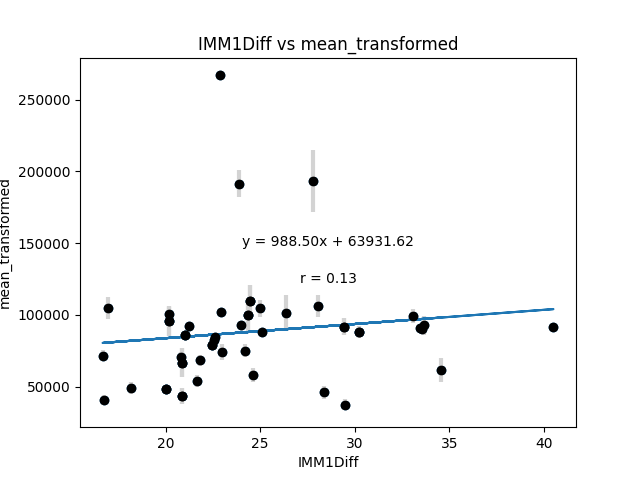 IMM1Diff vs mean_transformed
mean_transformed
250000
200000
150000
100000
50000
y = 988.50x + 63931.62
r = 0.13
20
25
30
35
40
IMM1Diff